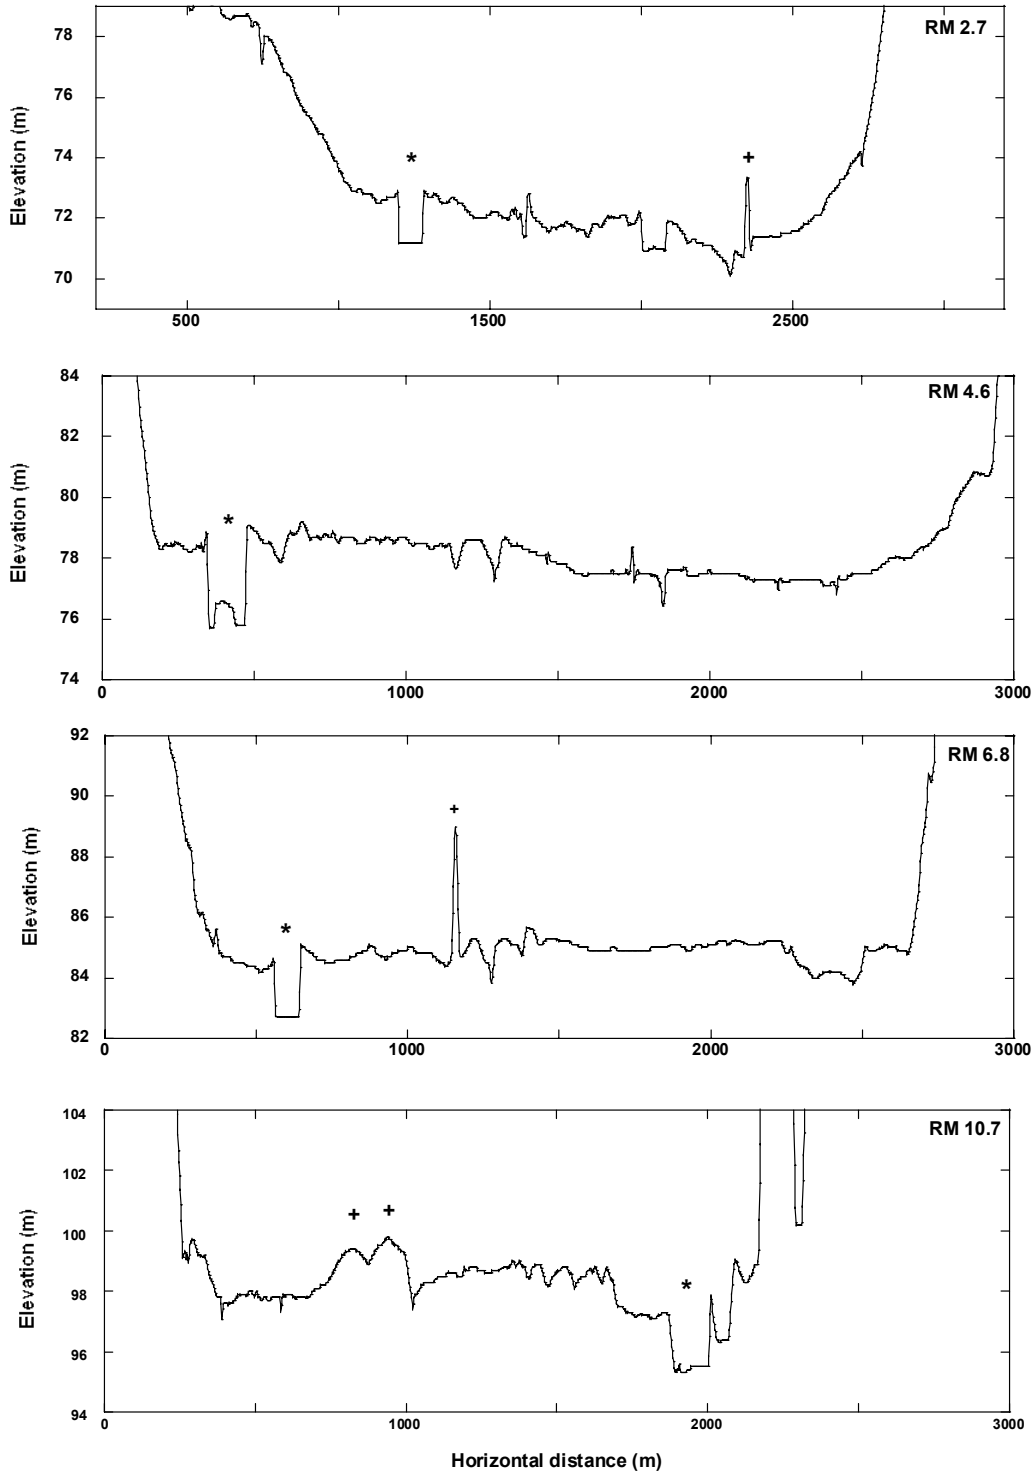 RM 2.7
Elevation (m)
78
76
74
72
70
* +
500 1500 2500
RM 4.6
Elevation (m)
84
82
80
78
76
74
*
0 1000 2000 3000
RM 6.8
Elevation (m)
92
90
88
86
84
82
* +
0 1000 2000 3000
RM 10.7
Elevation (m)
104
102
100
98
96
94
+ + *
0 1000 2000 3000
Horizontal distance (m)